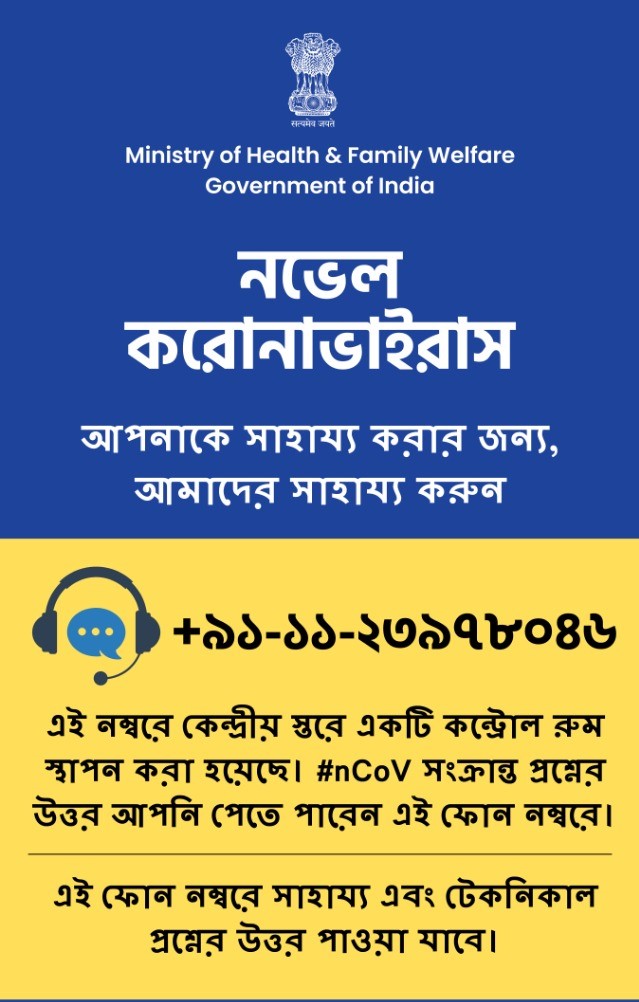 सत्यमेव जयते
Ministry of Health & Family Welfare
Government of India
নভেল
করোনাভাইরাস
আপনাকে সাহায্য করার জন্য,
আমাদের সাহায্য করুন
+৯১-১১-২৩৯৭৮০৪৬
এই নম্বরে কেন্দ্রীয় স্তরে একটি কন্ট্রোল রুম
স্থাপন করা হয়েছে। #nCoV সংক্রান্ত প্রশ্নের
উত্তর আপনি পেতে পারেন এই ফোন নম্বরে।
এই ফোন নম্বরে সাহায্য এবং টেকনিকাল
প্রশ্নের উত্তর পাওয়া যাবে।